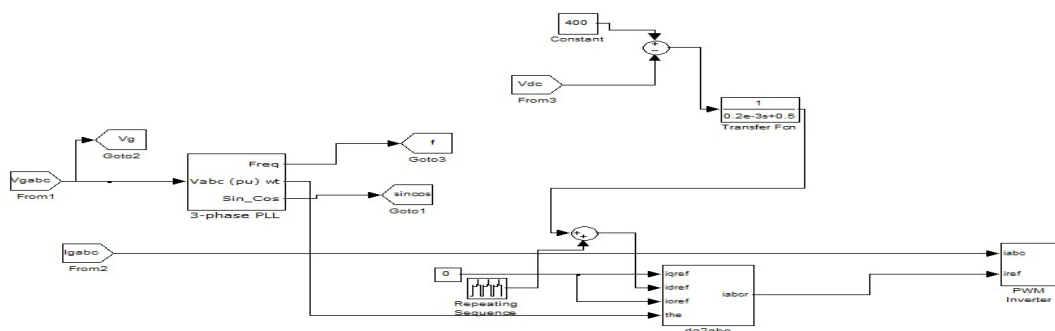 400
Constant
+
−
Vdc
From3
1
0.2e-3s+0.5
Transfer Fcn
Vg
Goto2
f
Goto3
Vgabc
From1
Freq
Vabc (pu) wt
Sin_Cos
3-phase PLL
sincos
Goto1
+
+
Igabc
From2
0
Repeating
Sequence
iqref
idref
ioref
the
iabcr
dq2abc
iabc
iref
PWM
Inverter